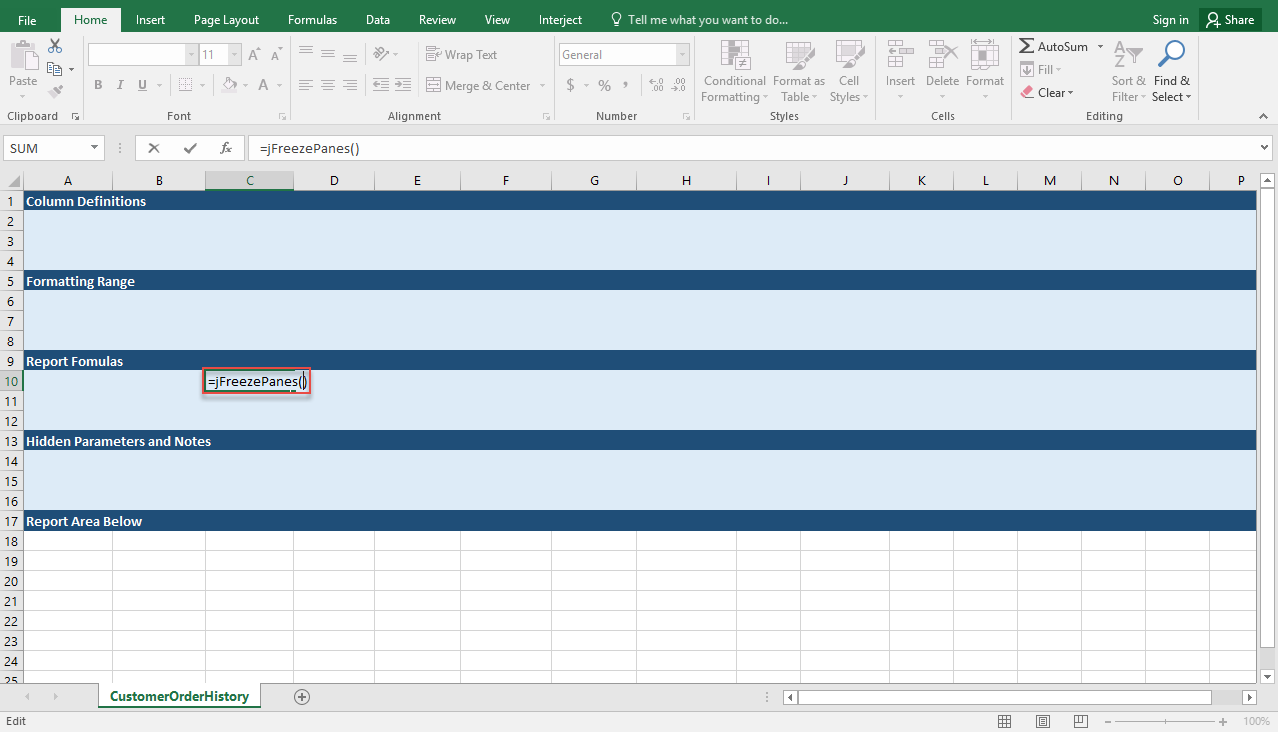 File Home Insert Page Layout Formulas Data Review View Interject Tell me what you want to do... Sign in Share
11 A A Wrap Text General AutoSum
Paste Conditional Format as Cell Insert Delete Format Fill Sort & Find &
B I U A Merge & Center $ % , .00 .00 Formatting Table Styles Clear Filter Select
Clipboard Font Alignment Number Styles Cells Editing
SUM fx =jFreezePanes()
A B C D E F G H I J K L M N O P
1 Column Definitions
2
3
4
5 Formatting Range
6
7
8
9 Report Fomulas
10 =jFreezePanes()
11
12
13 Hidden Parameters and Notes
14
15
16
17 Report Area Below
18
19
20
21
22
23
24
25
CustomerOrderHistory
Edit 100%